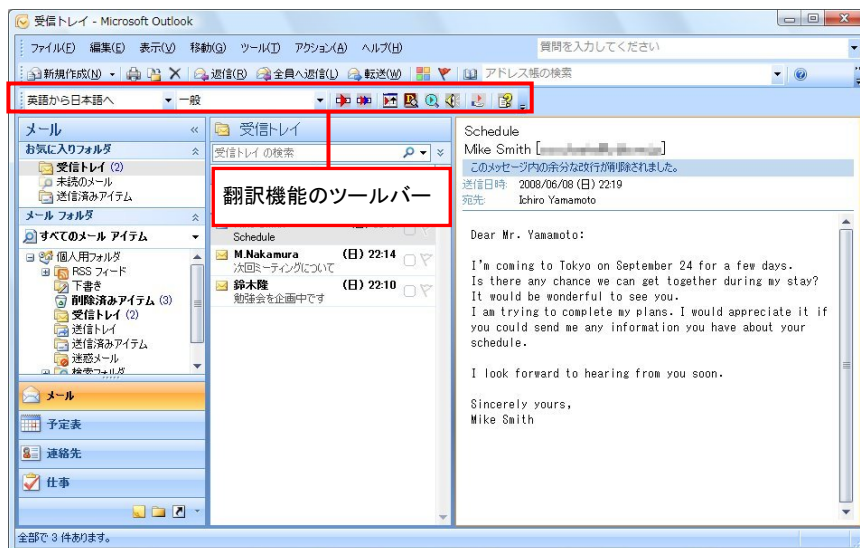 受信トレイ - Microsoft Outlook
ファイル(F) 編集(E) 表示(V) 移動(G) ツール(T) アクション(A) ヘルプ(H) 質問を入力してください
新規作成(N) 返信(R) 全員へ返信(L) 転送(W) アドレス帳の検索
英語から日本語へ 一般
メール
お気に入りフォルダ
受信トレイ (2)
未読のメール
送信済みアイテム
メール フォルダ
すべてのメール アイテム
個人用フォルダ
RSS フィード
下書き
削除済みアイテム (3)
受信トレイ (2)
送信トレイ
送信済みアイテム
迷惑メール
検索フォルダ
メール
予定表
連絡先
仕事
受信トレイ
受信トレイ の検索
翻訳機能のツールバー
Schedule
M.Nakamura (日) 22:14
次回ミーティングについて
鈴木隆 (日) 22:10
勉強会を企画中です
Schedule
Mike Smith [ ]
このメッセージ内の余分な改行が削除されました。
送信日時: 2008/06/08 (日) 22:19
宛先: Ichiro Yamamoto
Dear Mr. Yamamoto:
I'm coming to Tokyo on September 24 for a few days.
Is there any chance we can get together during my stay?
It would be wonderful to see you.
I am trying to complete my plans. I would appreciate it if
you could send me any information you have about your
schedule.
I look forward to hearing from you soon.
Sincerely yours,
Mike Smith
全部で 3 件あります。